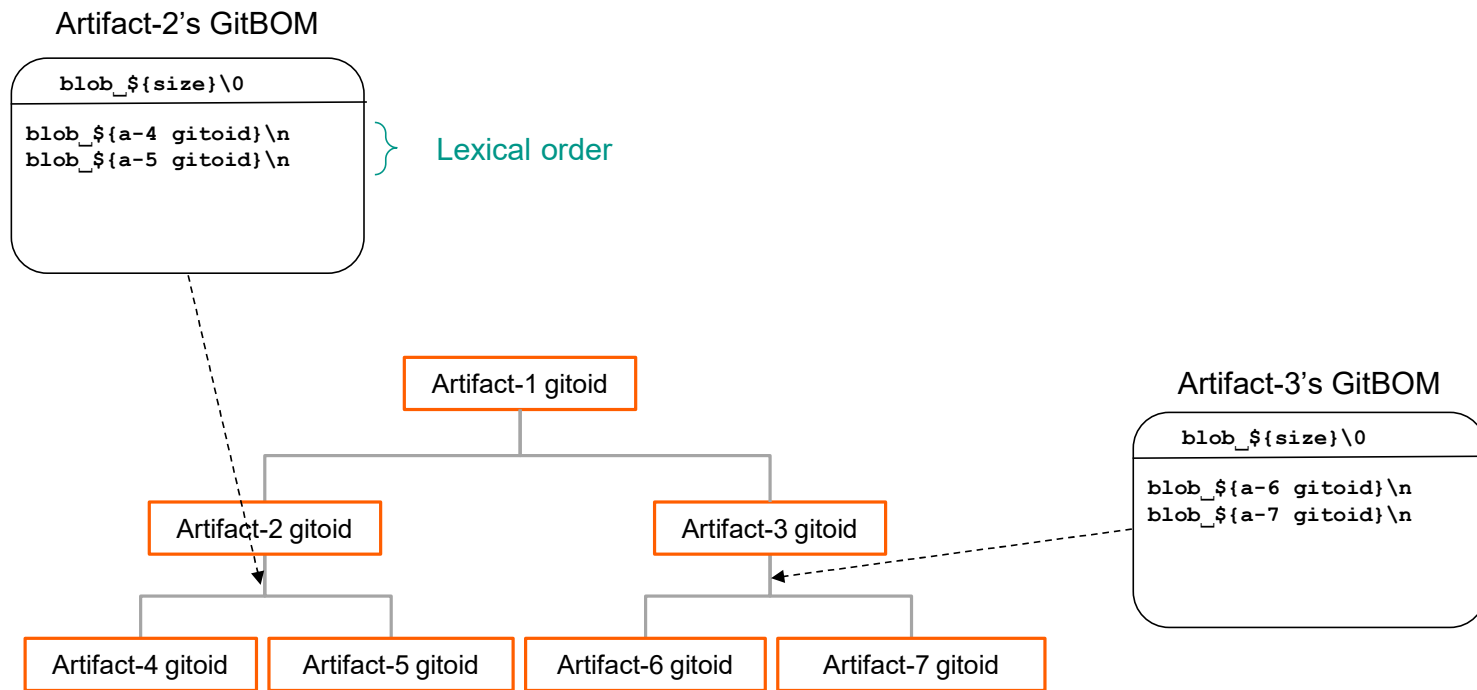 Artifact-2’s GitBOM
blob␣${size}\0
blob␣${a-4 gitoid}\n
blob␣${a-5 gitoid}\n
Lexical order
Artifact-1 gitoid
Artifact-3’s GitBOM
blob␣${size}\0
blob␣${a-6 gitoid}\n
blob␣${a-7 gitoid}\n
Artifact-2 gitoid
Artifact-3 gitoid
Artifact-4 gitoid
Artifact-5 gitoid
Artifact-6 gitoid
Artifact-7 gitoid